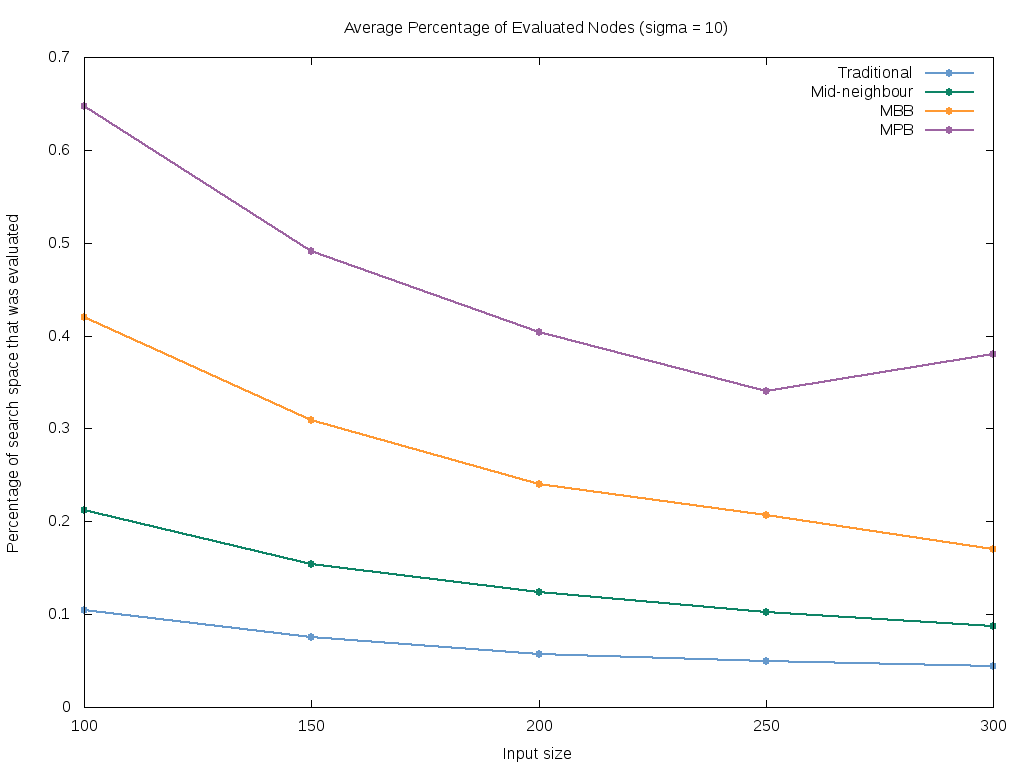 Average Percentage of Evaluated Nodes (sigma = 10)
Traditional
Mid-neighbour
MBB
MPB
Percentage of search space that was evaluated
0.7
0.6
0.5
0.4
0.3
0.2
0.1
0
100 150 200 250 300
Input size